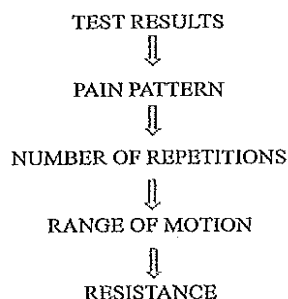 TEST RESULTS
PAIN PATTERN
NUMBER OF REPETITIONS
RANGE OF MOTION
RESISTANCE